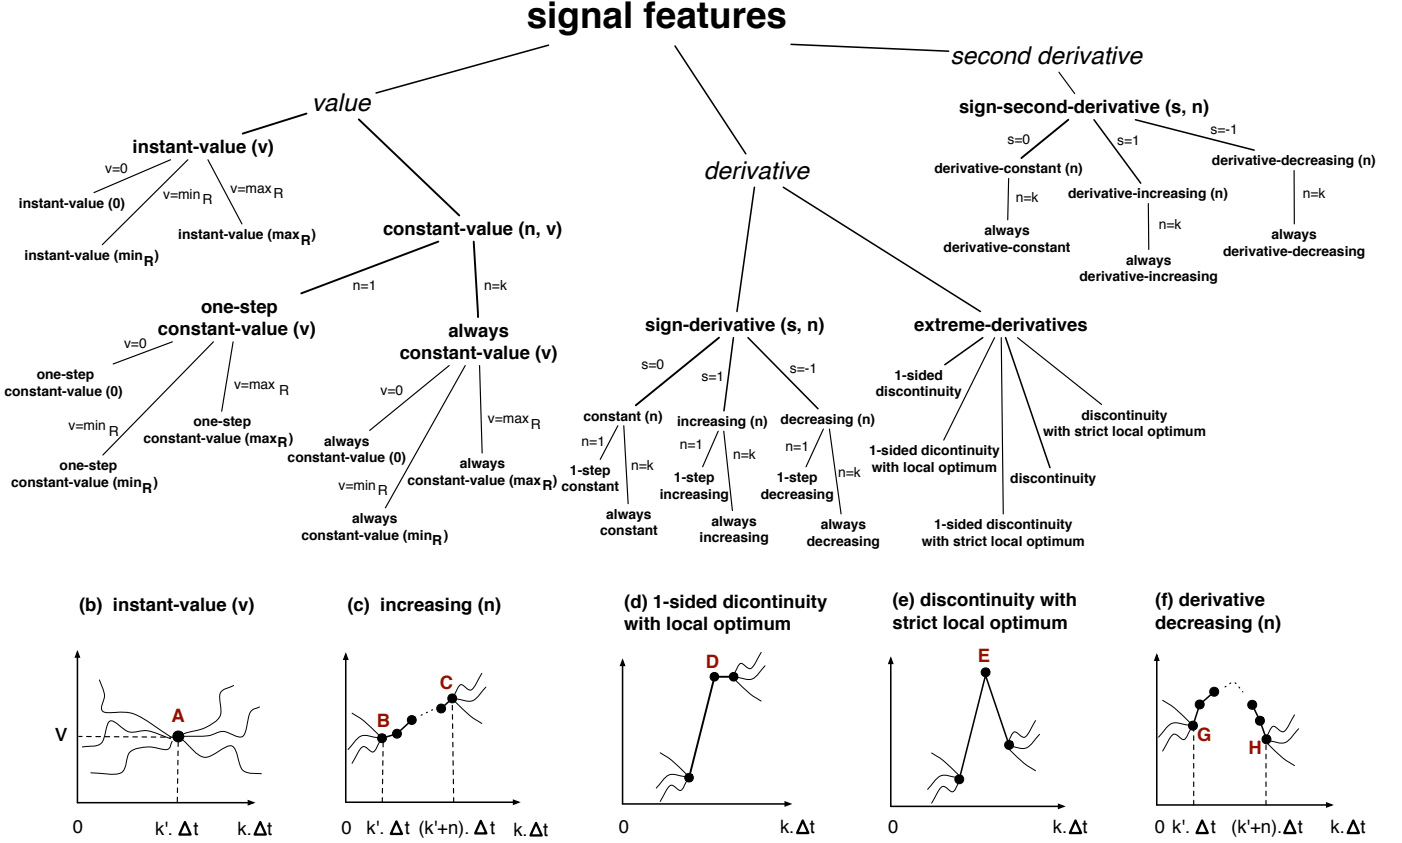 signal features
second derivative
value
sign-second-derivative (s, n)
instant-value (v)
s=0
s=1
s=-1
v=0
v=min R
v=max R
derivative
derivative-constant (n)
derivative-increasing (n)
derivative-decreasing (n)
instant-value (0)
instant-value (max R)
instant-value (min R)
n=k
n=k
n=k
always
derivative-constant
always
derivative-increasing
always
derivative-decreasing
constant-value (n, v)
n=1
n=k
one-step
constant-value (v)
always
constant-value (v)
sign-derivative (s, n)
extreme-derivatives
v=0
v=min R
v=max R
one-step
constant-value (0)
one-step
constant-value (max R)
one-step
constant-value (min R)
v=0
v=min R
v=max R
always
constant-value (0)
always
constant-value (max R)
always
constant-value (min R)
s=0
s=1
s=-1
constant (n)
increasing (n)
decreasing (n)
n=1
n=k
n=1
n=k
n=1
n=k
1-step
constant
always
constant
1-step
increasing
always
increasing
1-step
decreasing
always
decreasing
1-sided
discontinuity
1-sided dicontinuity
with local optimum
1-sided discontinuity
with strict local optimum
discontinuity
discontinuity
with strict local optimum
(b) instant-value (v)
V
A
0
k'. Δt
k. Δt
(c) increasing (n)
B
C
0
k'. Δt
(k'+n). Δt
k. Δt
(d) 1-sided dicontinuity
with local optimum
D
0
k. Δt
(e) discontinuity with
strict local optimum
E
0
k. Δt
(f) derivative
decreasing (n)
G
H
0
k'. Δt
(k'+n). Δt
k. Δt